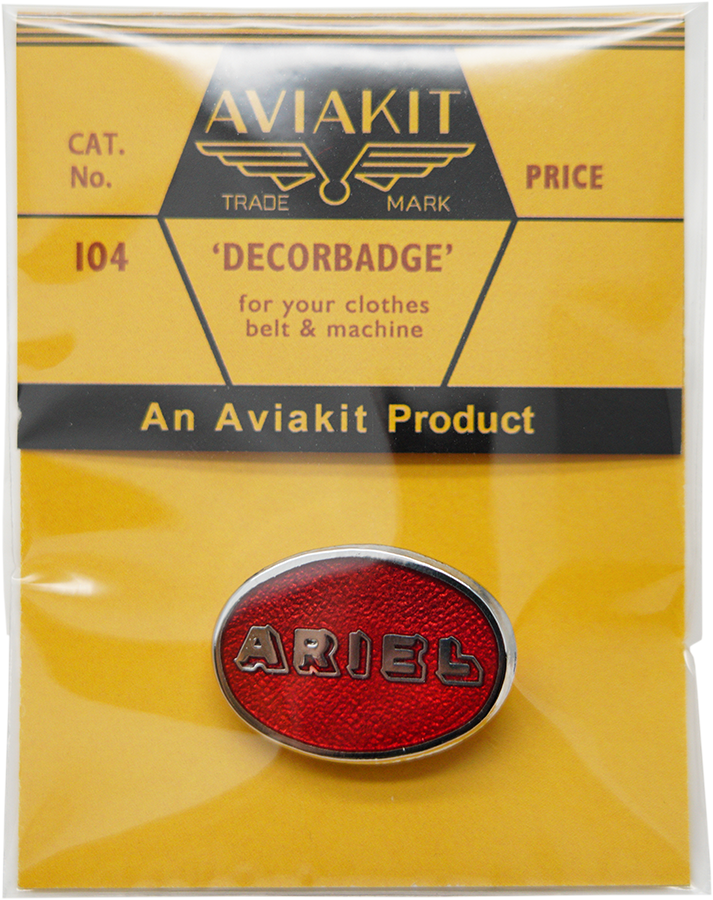 AVIAKIT
TRADE MARK
CAT.
No.
PRICE
104
‘DECORBADGE’
for your clothes
belt & machine
An Aviakit Product
ARIEL